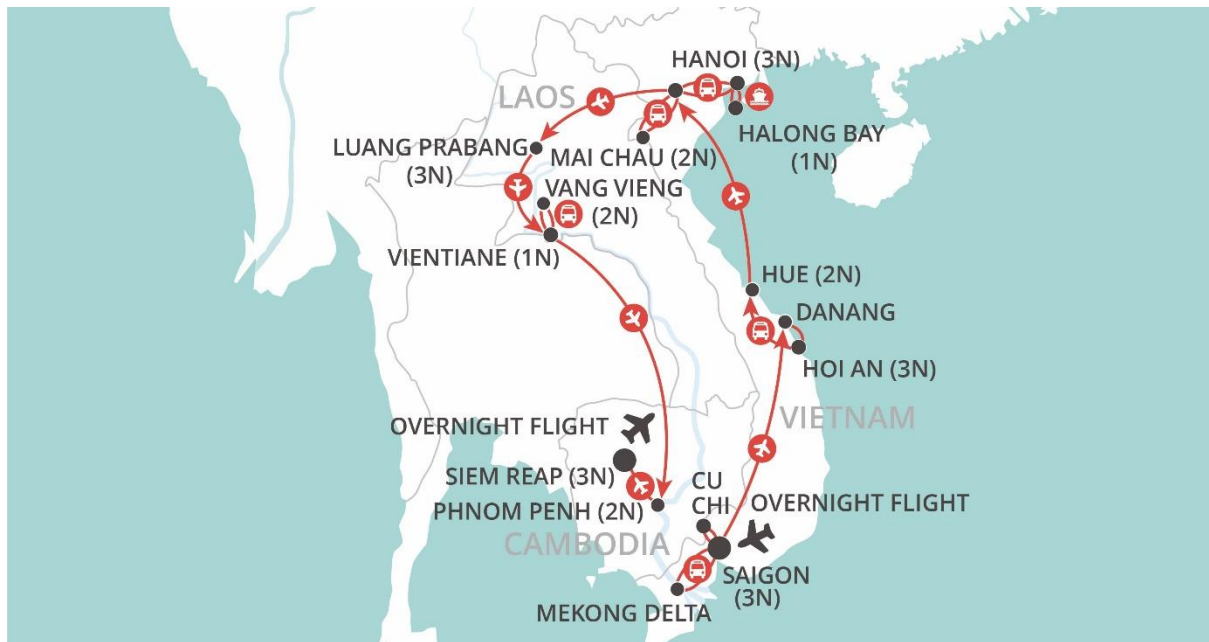 HANOI (3N)
LAOS
HALONG BAY
(1N)
LUANG PRABANG
(3N)
MAI CHAU (2N)
VANG VIENG
(2N)
VIENTIANE (1N)
HUE (2N)
DANANG
HOI AN (3N)
VIETNAM
OVERNIGHT FLIGHT
SIEM REAP (3N)
PHNOM PENH (2N)
CAMBODIA
CU
CHI
OVERNIGHT FLIGHT
SAIGON
(3N)
MEKONG DELTA